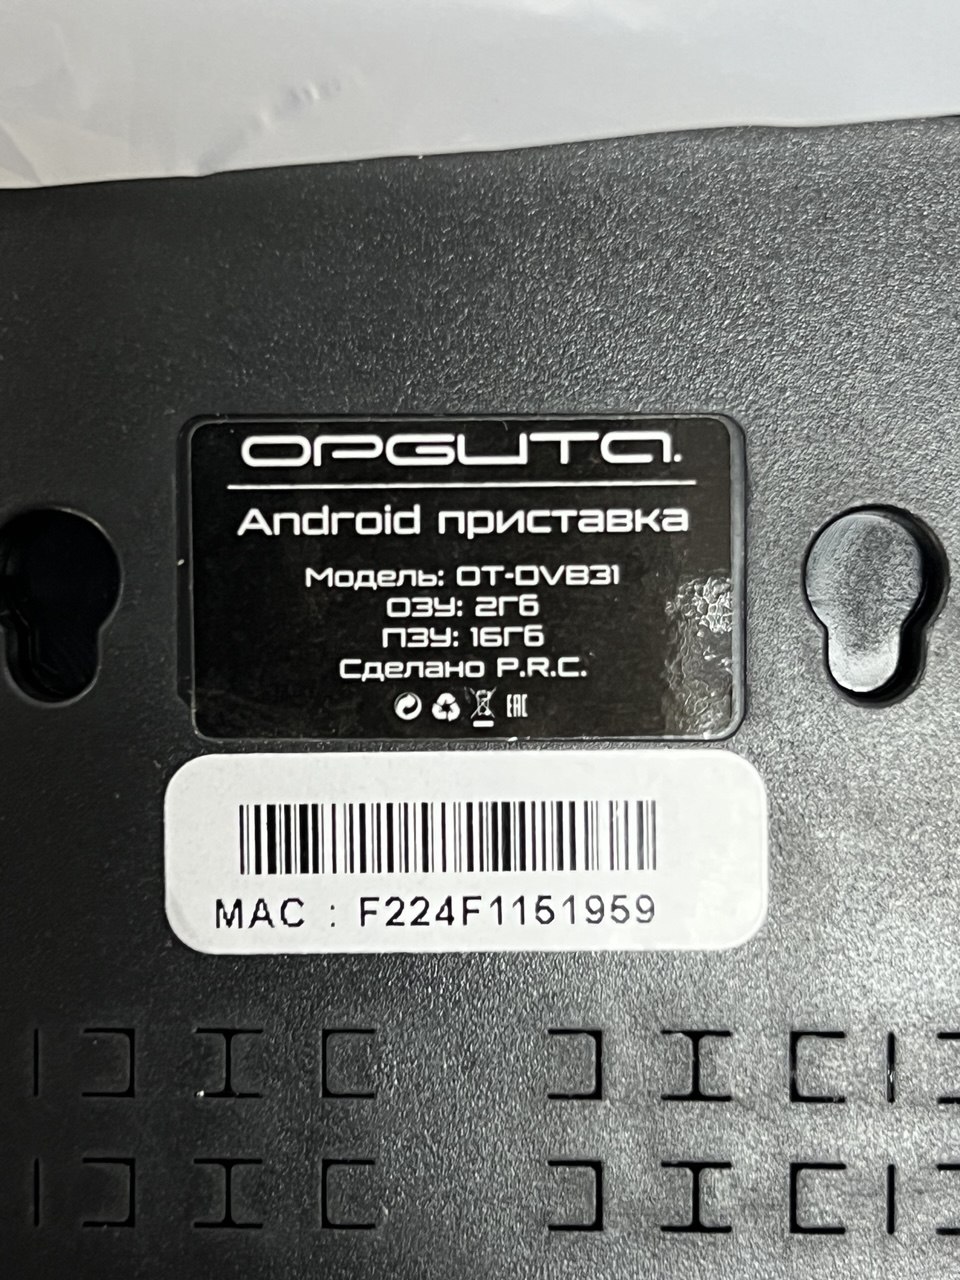 ОРБИТА.
Android приставка
Модель: OT-DVB31
ОЗУ: 2Гб
ПЗУ: 16Гб
Сделано P.R.C.
EAC
MAC : F224F1151959